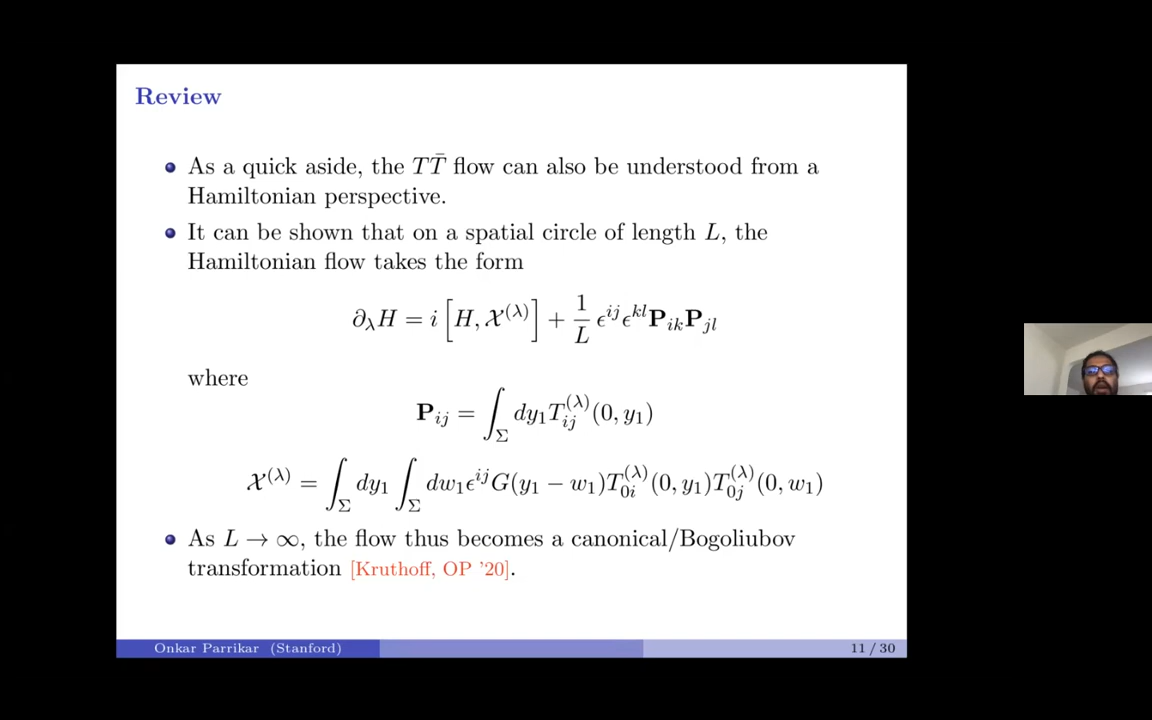 Review
As a quick aside, the $T\bar{T}$ flow can also be understood from a
Hamiltonian perspective.
It can be shown that on a spatial circle of length $L$, the
Hamiltonian flow takes the form
$\partial_\lambda H = i\left[H, \mathcal{X}^{(\lambda)}\right] + \frac{1}{L}\epsilon^{ij}\epsilon^{kl}\mathbf{P}_{ik}\mathbf{P}_{jl}$
where
$\mathbf{P}_{ij} = \int_\Sigma dy_1 T^{(\lambda)}_{ij}(0, y_1)$
$\mathcal{X}^{(\lambda)} = \int_\Sigma dy_1 \int_\Sigma dw_1 \epsilon^{ij} G(y_1 - w_1) T^{(\lambda)}_{0i}(0, y_1) T^{(\lambda)}_{0j}(0, w_1)$
As $L \to \infty$, the flow thus becomes a canonical/Bogoliubov
transformation [Kruthoff, OP '20].
Onkar Parrikar (Stanford)
11 / 30